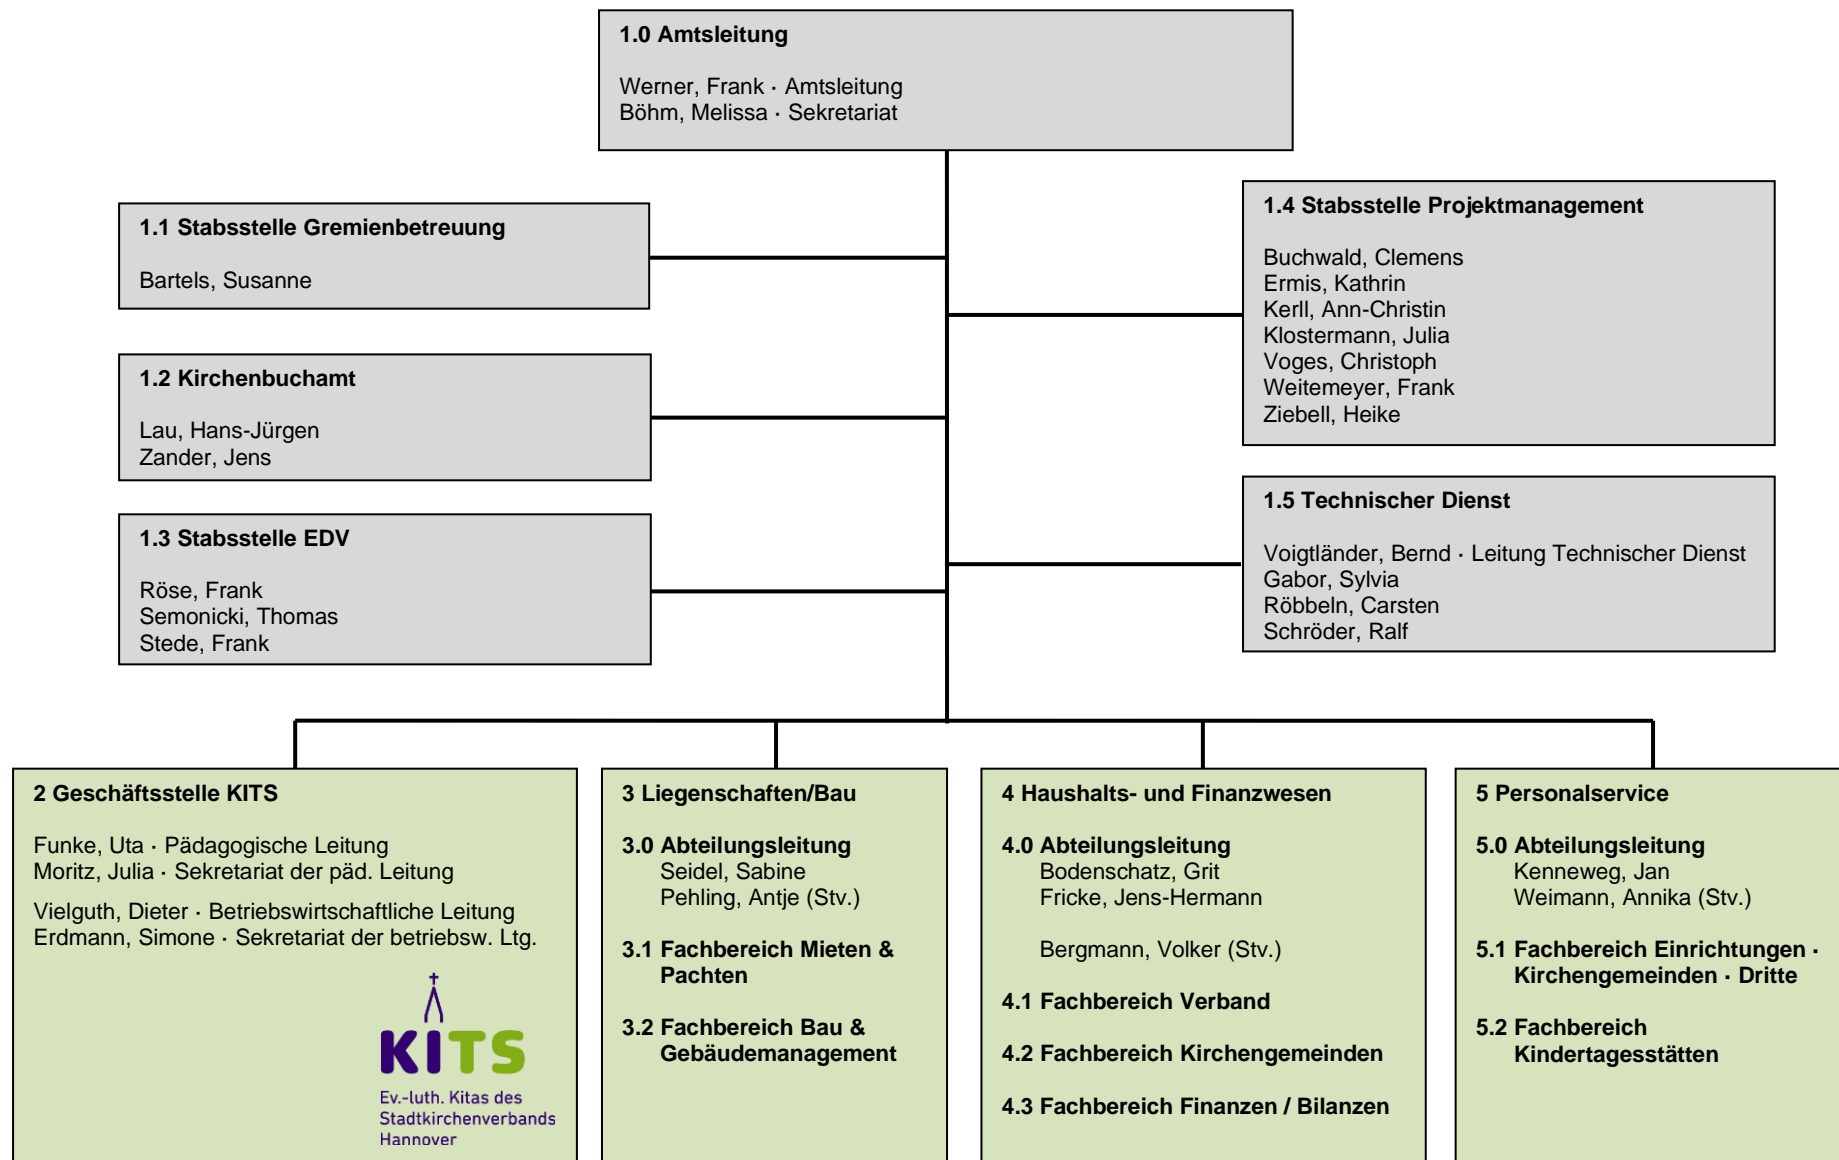 1.0 Amtsleitung
Werner, Frank · Amtsleitung
Böhm, Melissa · Sekretariat
1.1 Stabsstelle Gremienbetreuung
Bartels, Susanne
1.2 Kirchenbuchamt
Lau, Hans-Jürgen
Zander, Jens
1.3 Stabsstelle EDV
Röse, Frank
Semonicki, Thomas
Stede, Frank
1.4 Stabsstelle Projektmanagement
Buchwald, Clemens
Ermis, Kathrin
Kerll, Ann-Christin
Klostermann, Julia
Voges, Christoph
Weitemeyer, Frank
Ziebell, Heike
1.5 Technischer Dienst
Voigtländer, Bernd · Leitung Technischer Dienst
Gabor, Sylvia
Röbbeln, Carsten
Schröder, Ralf
2 Geschäftsstelle KITS
Funke, Uta · Pädagogische Leitung
Moritz, Julia · Sekretariat der päd. Leitung
Vielguth, Dieter · Betriebswirtschaftliche Leitung
Erdmann, Simone · Sekretariat der betriebsw. Ltg.
KITS
Ev.-luth. Kitas des
Stadtkirchenverbands
Hannover
3 Liegenschaften/Bau
3.0 Abteilungsleitung
Seidel, Sabine
Pehling, Antje (Stv.)
3.1 Fachbereich Mieten &
Pachten
3.2 Fachbereich Bau &
Gebäudemanagement
4 Haushalts- und Finanzwesen
4.0 Abteilungsleitung
Bodenschatz, Grit
Fricke, Jens-Hermann
Bergmann, Volker (Stv.)
4.1 Fachbereich Verband
4.2 Fachbereich Kirchengemeinden
4.3 Fachbereich Finanzen / Bilanzen
5 Personalservice
5.0 Abteilungsleitung
Kenneweg, Jan
Weimann, Annika (Stv.)
5.1 Fachbereich Einrichtungen ·
Kirchengemeinden · Dritte
5.2 Fachbereich
Kindertagesstätten